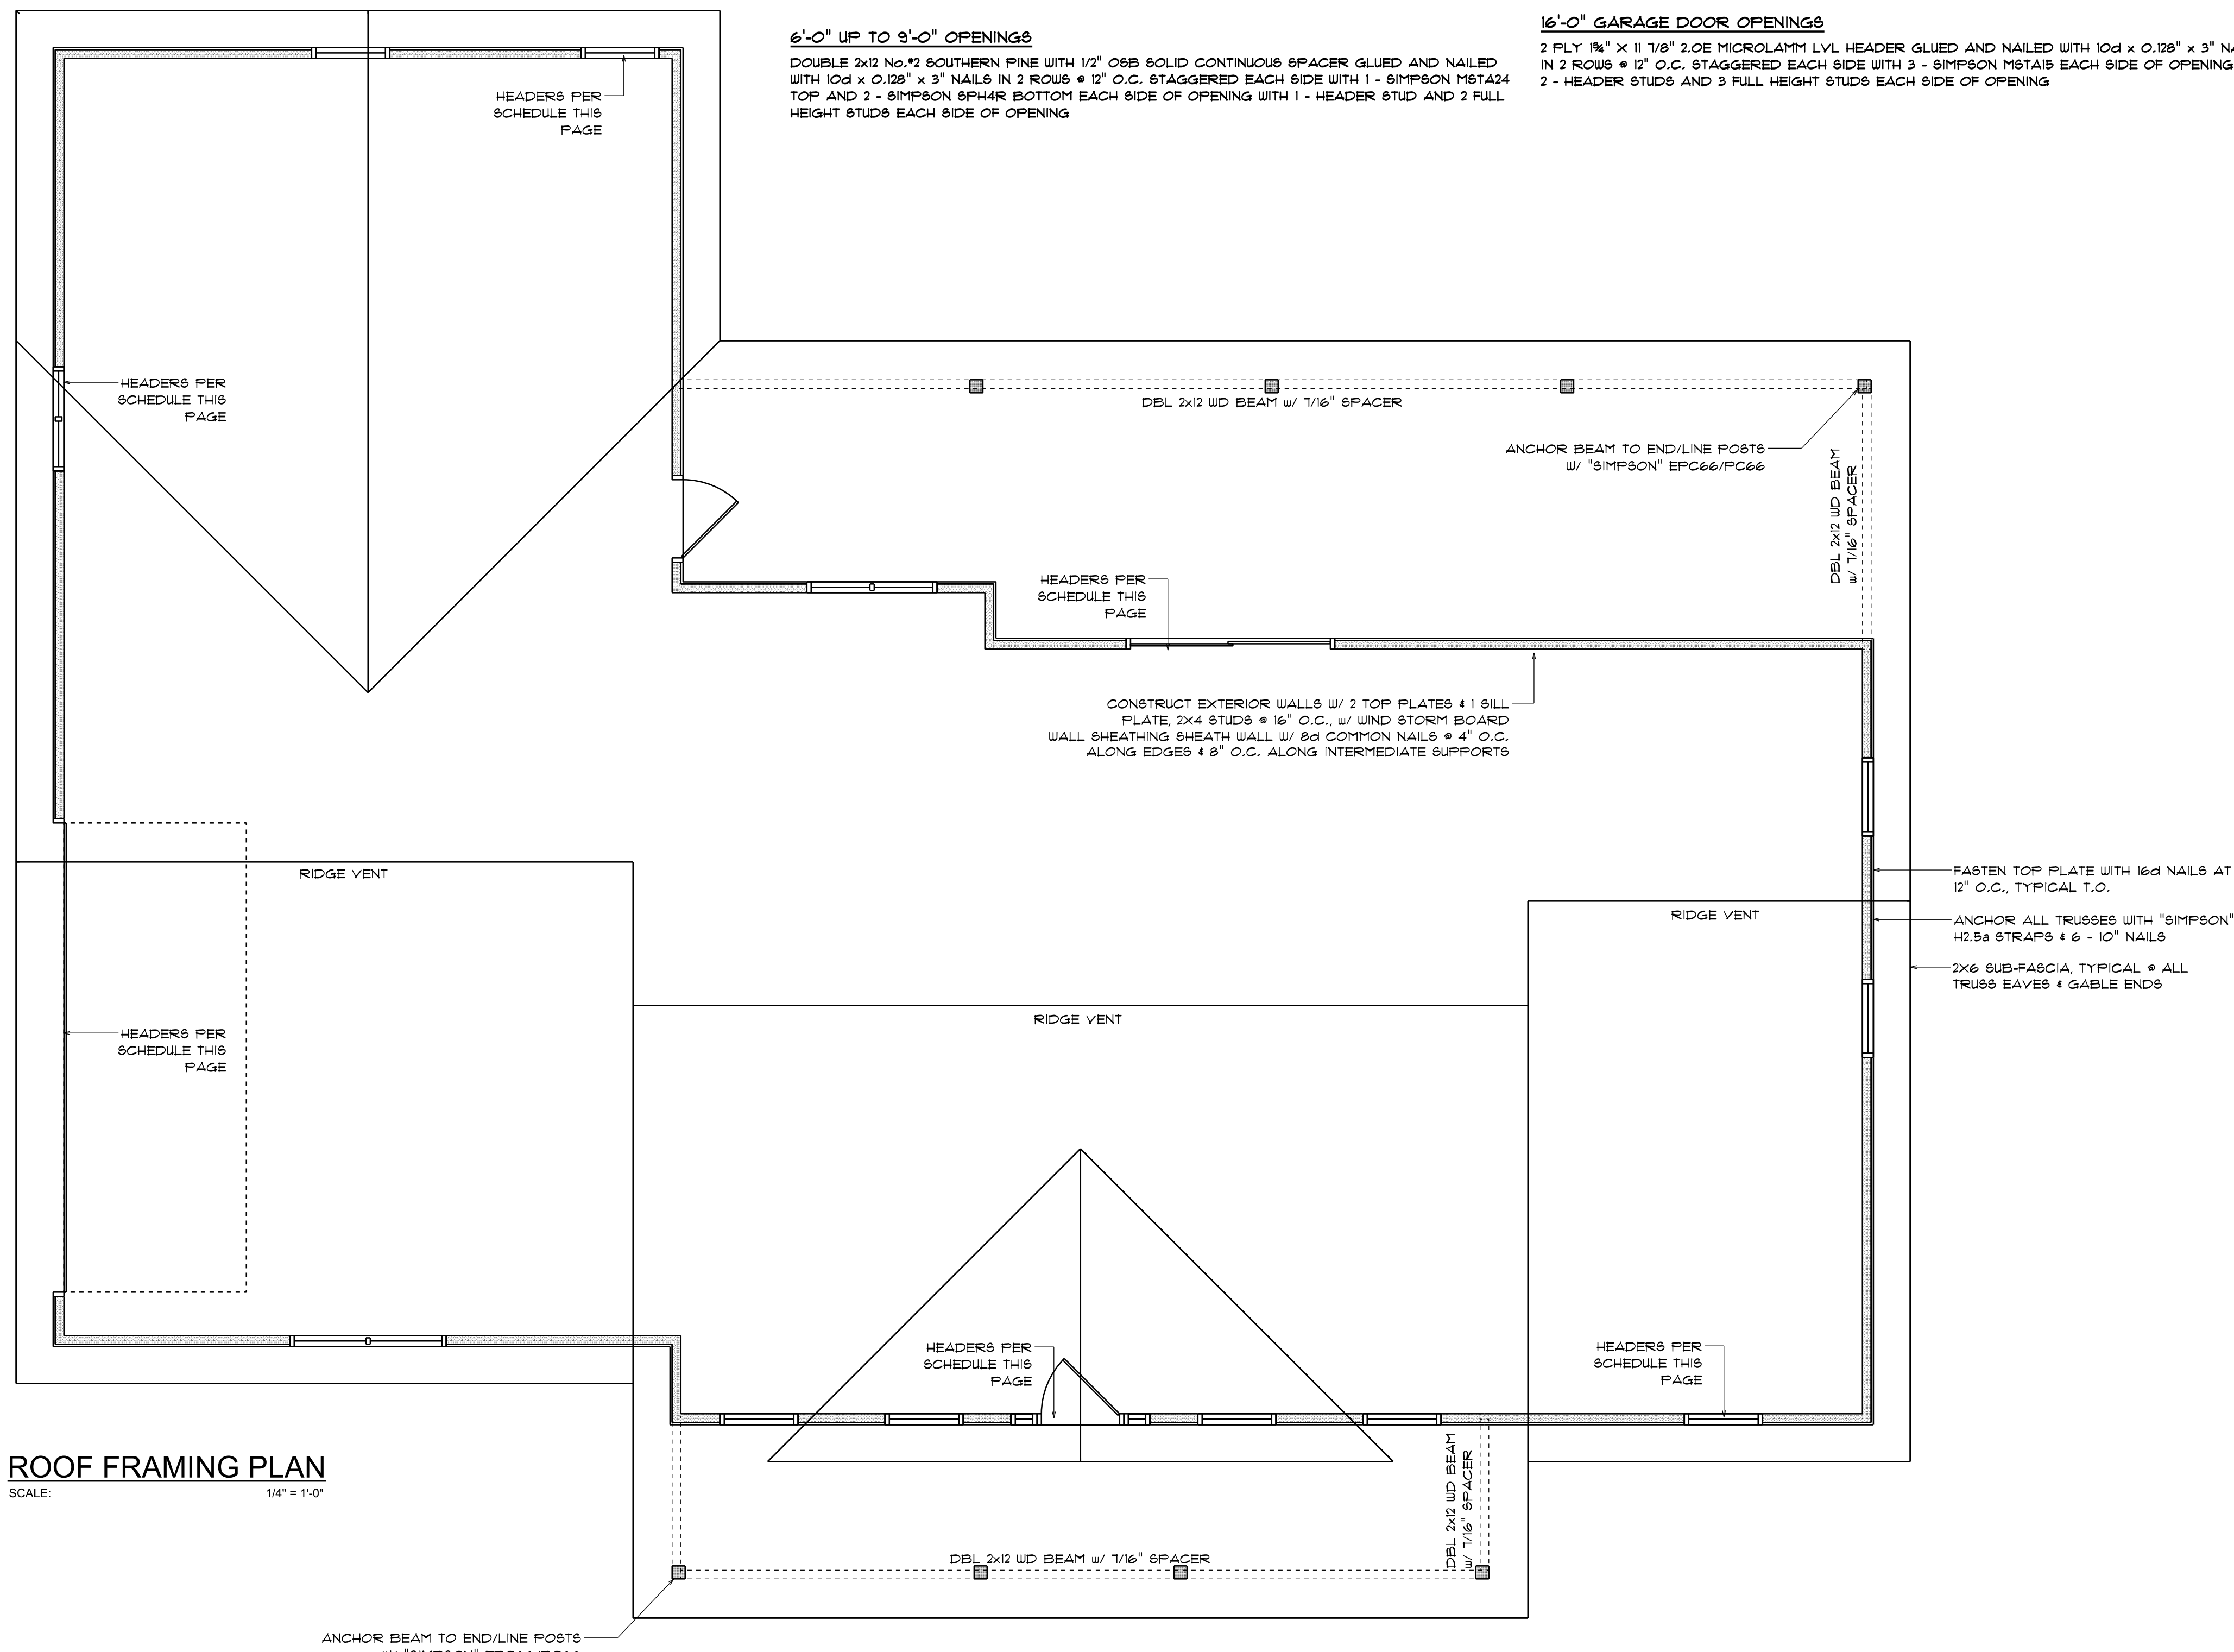 6'-0" UP TO 9'-0" OPENINGS
DOUBLE 2x12 No.#2 SOUTHERN PINE WITH 1/2" OSB SOLID CONTINUOUS SPACER GLUED AND NAILED
WITH 10d x 0.128" x 3" NAILS IN 2 ROWS @ 12" O.C. STAGGERED EACH SIDE WITH 1 - SIMPSON MSTA24
TOP AND 2 - SIMPSON SPH4R BOTTOM EACH SIDE OF OPENING WITH 1 - HEADER STUD AND 2 FULL
HEIGHT STUDS EACH SIDE OF OPENING
16'-0" GARAGE DOOR OPENINGS
2 PLY 1¾" X 11 7/8" 2.0E MICROLAMM LVL HEADER GLUED AND NAILED WITH 10d x 0.128" x 3"
IN 2 ROWS @ 12" O.C. STAGGERED EACH SIDE WITH 3 - SIMPSON MSTA15 EACH SIDE OF OPENING
2 - HEADER STUDS AND 3 FULL HEIGHT STUDS EACH SIDE OF OPENING
HEADERS PER
SCHEDULE THIS
PAGE
HEADERS PER
SCHEDULE THIS
PAGE
DBL 2x12 WD BEAM w/ 7/16" SPACER
ANCHOR BEAM TO END/LINE POSTS
W/ "SIMPSON" EPC66/PC66
DBL 2x12 WD BEAM
w/ 7/16" SPACER
HEADERS PER
SCHEDULE THIS
PAGE
CONSTRUCT EXTERIOR WALLS W/ 2 TOP PLATES & 1 SILL
PLATE, 2X4 STUDS @ 16" O.C., w/ WIND STORM BOARD
WALL SHEATHING SHEATH WALL W/ 8d COMMON NAILS @ 4" O.C.
ALONG EDGES & 8" O.C. ALONG INTERMEDIATE SUPPORTS
RIDGE VENT
FASTEN TOP PLATE WITH 16d NAILS AT
12" O.C., TYPICAL T.O.
RIDGE VENT
ANCHOR ALL TRUSSES WITH "SIMPSON"
H2.5a STRAPS & 6 - 10" NAILS
2X6 SUB-FASCIA, TYPICAL @ ALL
TRUSS EAVES & GABLE ENDS
RIDGE VENT
HEADERS PER
SCHEDULE THIS
PAGE
HEADERS PER
SCHEDULE THIS
PAGE
HEADERS PER
SCHEDULE THIS
PAGE
DBL 2x12 WD BEAM
w/ 7/16" SPACER
ROOF FRAMING PLAN
SCALE: 1/4" = 1'-0"
DBL 2x12 WD BEAM w/ 7/16" SPACER
ANCHOR BEAM TO END/LINE POSTS